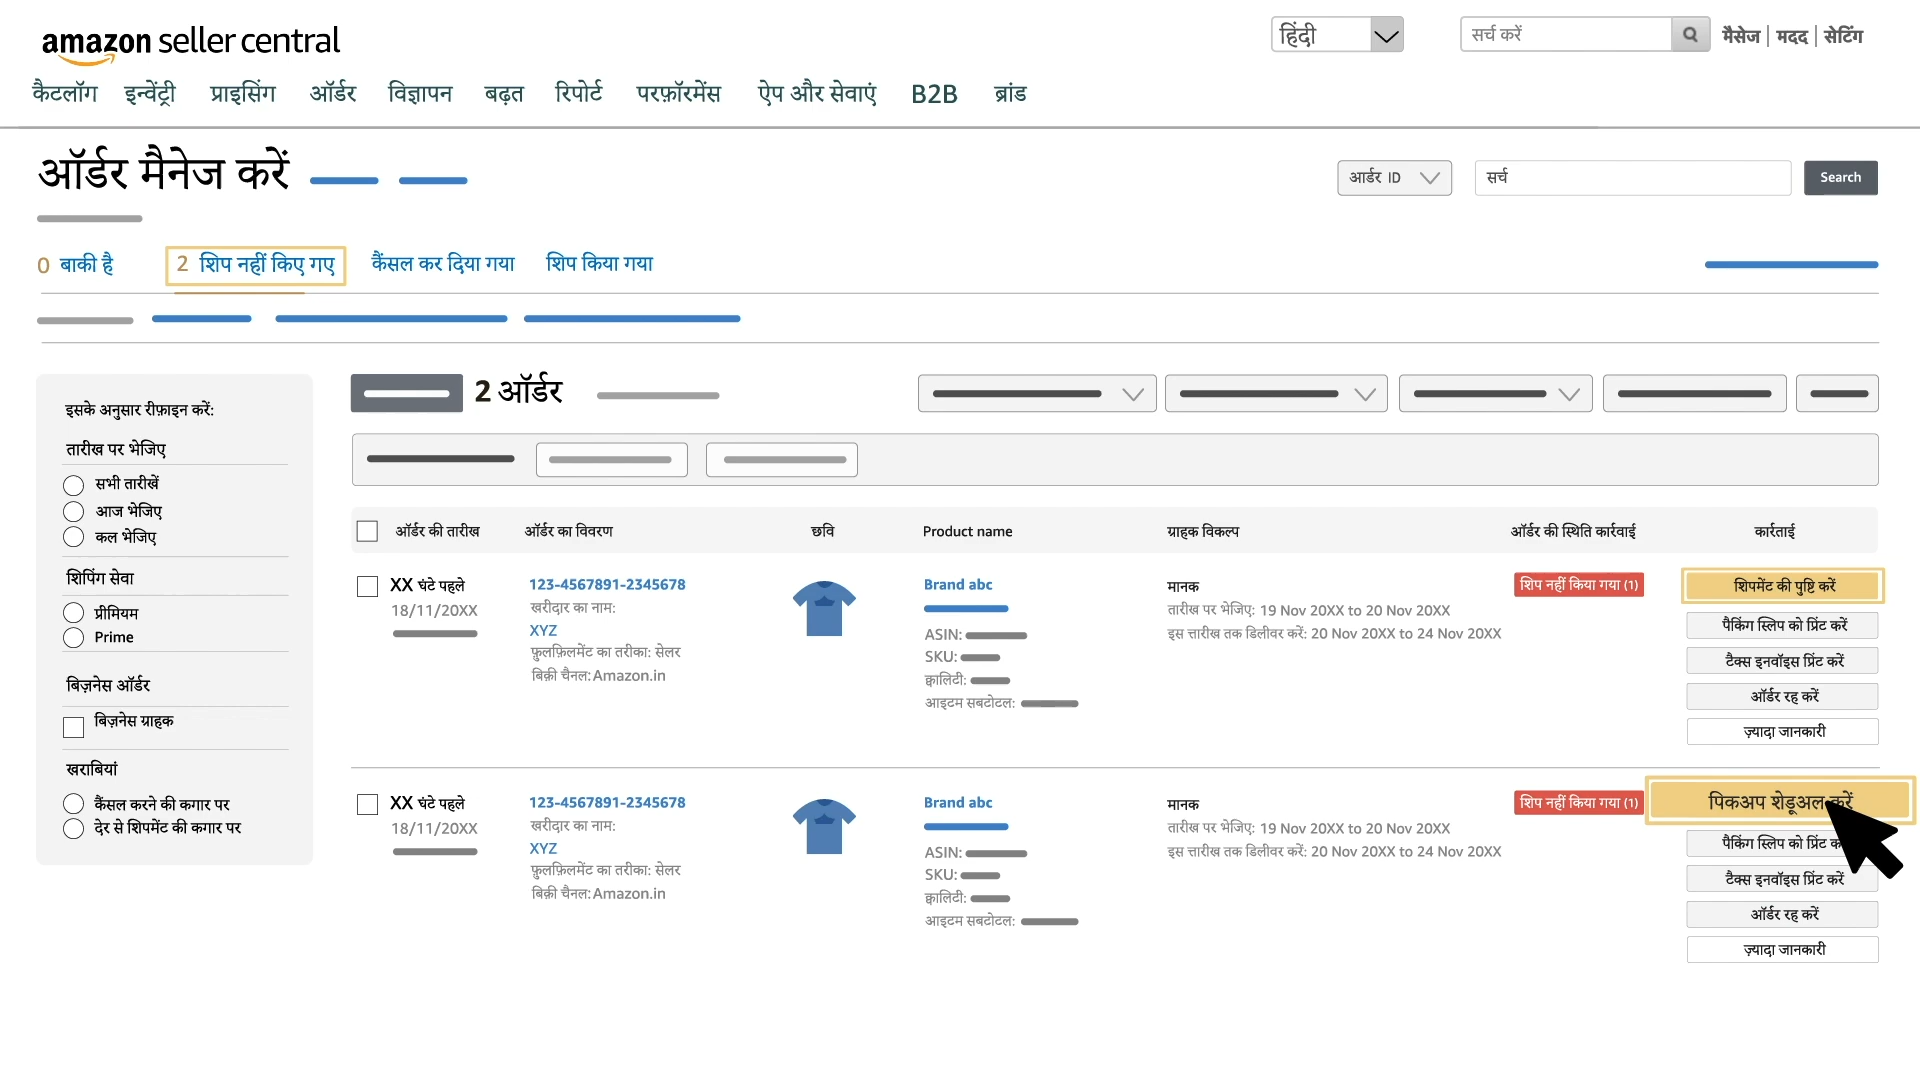 amazon seller central
हिंदी
सर्च करें
मैसेज | मदद | सेटिंग
कैटलॉग इन्वेंट्री प्राइसिंग ऑर्डर विज्ञापन बढ़त रिपोर्ट परफ़ॉरमेंस ऐप और सेवाएं B2B ब्रांड
ऑर्डर मैनेज करें
आर्डर ID
सर्च
Search
0 बाकी है
2 शिप नहीं किए गए
कैंसल कर दिया गया
शिप किया गया
इसके अनुसार रीफ़ाइन करें:
तारीख पर भेजिए
सभी तारीखें
आज भेजिए
कल भेजिए
शिपिंग सेवा
प्रीमियम
Prime
बिज़नेस ऑर्डर
बिज़नेस ग्राहक
खराबियां
कैंसल करने की कगार पर
देर से शिपमेंट की कगार पर
2 ऑर्डर
ऑर्डर की तारीख ऑर्डर का विवरण छवि Product name ग्राहक विकल्प ऑर्डर की स्थिति कार्रवाई कार्रताई
XX घंटे पहले
18/11/20XX
123-4567891-2345678
खरीदार का नाम:
XYZ
फ़ुलफ़िलमेंट का तरीका: सेलर
बिक्री चैनल: Amazon.in
Brand abc
ASIN:
SKU:
क्वालिटी:
आइटम सबटोटल:
मानक
तारीख पर भेजिए: 19 Nov 20XX to 20 Nov 20XX
इस त्तारीख तक डिलीवर करें: 20 Nov 20XX to 24 Nov 20XX
शिप नहीं किया गया (1)
शिपमेंट की पुष्टि करें
पैकिंग स्लिप को प्रिंट करें
टैक्स इनवॉइस प्रिंट करें
ऑर्डर रह करें
ज़्यादा जानकारी
XX घंटे पहले
18/11/20XX
123-4567891-2345678
खरीदार का नाम:
XYZ
फ़ुलफ़िलमेंट का तरीका: सेलर
बिक्री चैनल: Amazon.in
Brand abc
ASIN:
SKU:
क्वालिटी:
आइटम सबटोटल:
मानक
तारीख पर भेजिए: 19 Nov 20XX to 20 Nov 20XX
इस त्तारीख तक डिलीवर करें: 20 Nov 20XX to 24 Nov 20XX
शिप नहीं किया गया (1)
पिकअप शेडूअल करें
पैकिंग स्लिप को प्रिंट
टैक्स इनवॉइस प्रिंट करें
ऑर्डर रह करें
ज़्यादा जानकारी